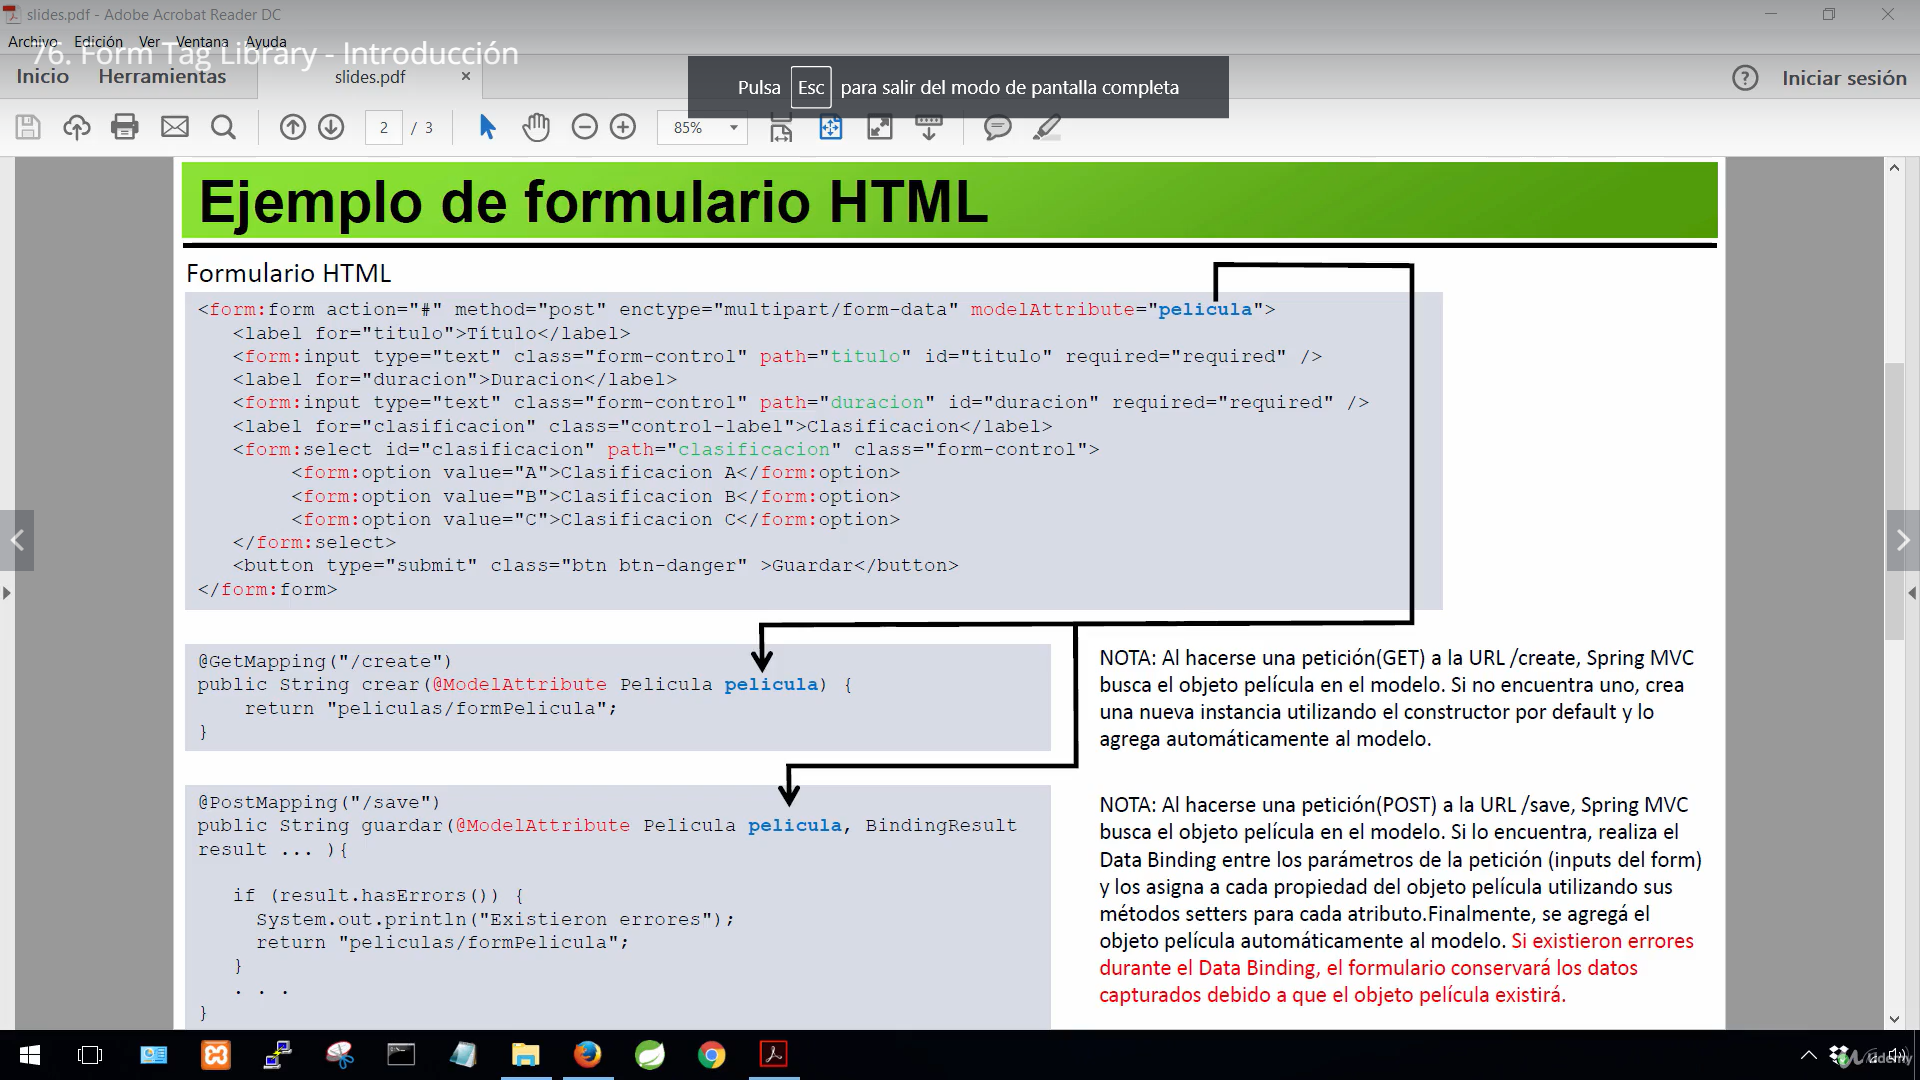 slides.pdf - Adobe Acrobat Reader DC
Archivo Edición Ver Ventana Ayuda
76. Form Tag Library - Introducción
Inicio Herramientas slides.pdf ×
Pulsa Esc para salir del modo de pantalla completa
? Iniciar sesión
2 / 3 85%
Ejemplo de formulario HTML
Formulario HTML
<form:form action="#" method="post" enctype="multipart/form-data" modelAttribute="pelicula">
<label for="titulo">Título</label>
<form:input type="text" class="form-control" path="titulo" id="titulo" required="required" />
<label for="duracion">Duracion</label>
<form:input type="text" class="form-control" path="duracion" id="duracion" required="required" />
<label for="clasificacion" class="control-label">Clasificacion</label>
<form:select id="clasificacion" path="clasificacion" class="form-control">
<form:option value="A">Clasificacion A</form:option>
<form:option value="B">Clasificacion B</form:option>
<form:option value="C">Clasificacion C</form:option>
</form:select>
<button type="submit" class="btn btn-danger" >Guardar</button>
</form:form>
@GetMapping("/create")
public String crear(@ModelAttribute Pelicula pelicula) {
return "peliculas/formPelicula";
}
NOTA: Al hacerse una petición(GET) a la URL /create, Spring MVC
busca el objeto película en el modelo. Si no encuentra uno, crea
una nueva instancia utilizando el constructor por default y lo
agrega automáticamente al modelo.
@PostMapping("/save")
public String guardar(@ModelAttribute Pelicula pelicula, BindingResult
result ... ){
if (result.hasErrors()) {
System.out.println("Existieron errores");
return "peliculas/formPelicula";
}
. . .
}
NOTA: Al hacerse una petición(POST) a la URL /save, Spring MVC
busca el objeto película en el modelo. Si lo encuentra, realiza el
Data Binding entre los parámetros de la petición (inputs del form)
y los asigna a cada propiedad del objeto película utilizando sus
métodos setters para cada atributo.Finalmente, se agregá el
objeto película automáticamente al modelo. Si existieron errores
durante el Data Binding, el formulario conservará los datos
capturados debido a que el objeto película existirá.
Udemy